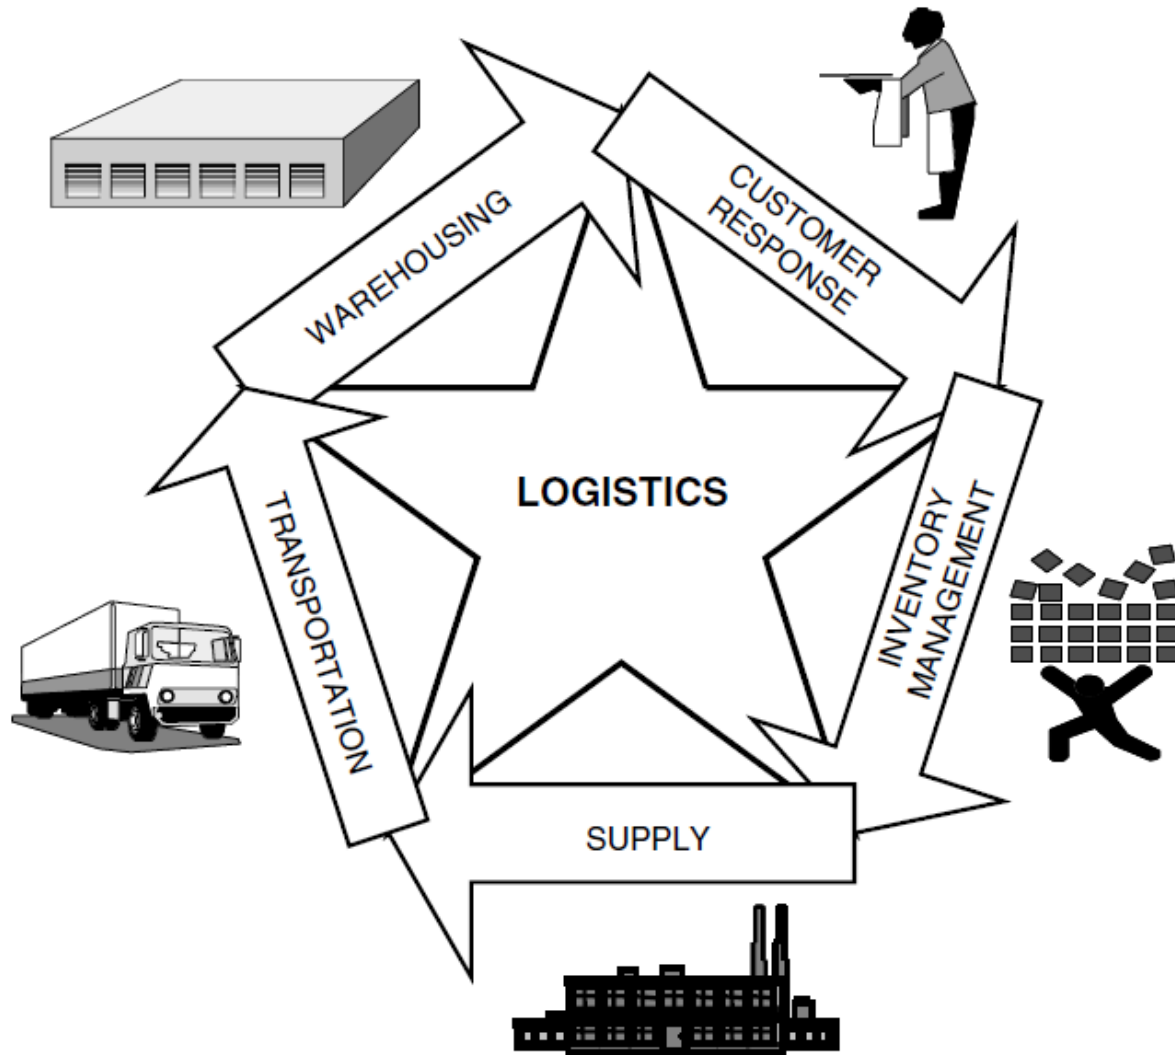 WAREHOUSING
CUSTOMER
RESPONSE
LOGISTICS
INVENTORY
MANAGEMENT
TRANSPORTATION
SUPPLY